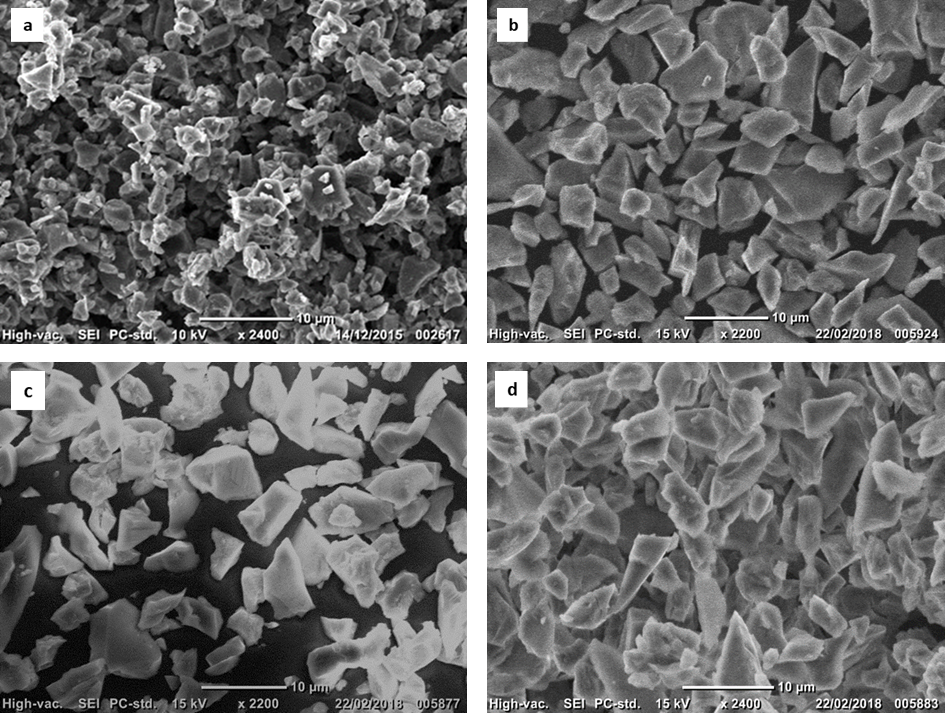 a
10 µm
High-vac. SEI PC-std. 10 kV x 2400 14/12/2015 002617
b
10 µm
High-vac. SEI PC-std. 15 kV x 2200 22/02/2018 005924
c
10 µm
High-vac. SEI PC-std. 15 kV x 2200 22/02/2018 005877
d
10 µm
High-vac. SEI PC-std. 15 kV x 2400 22/02/2018 005883